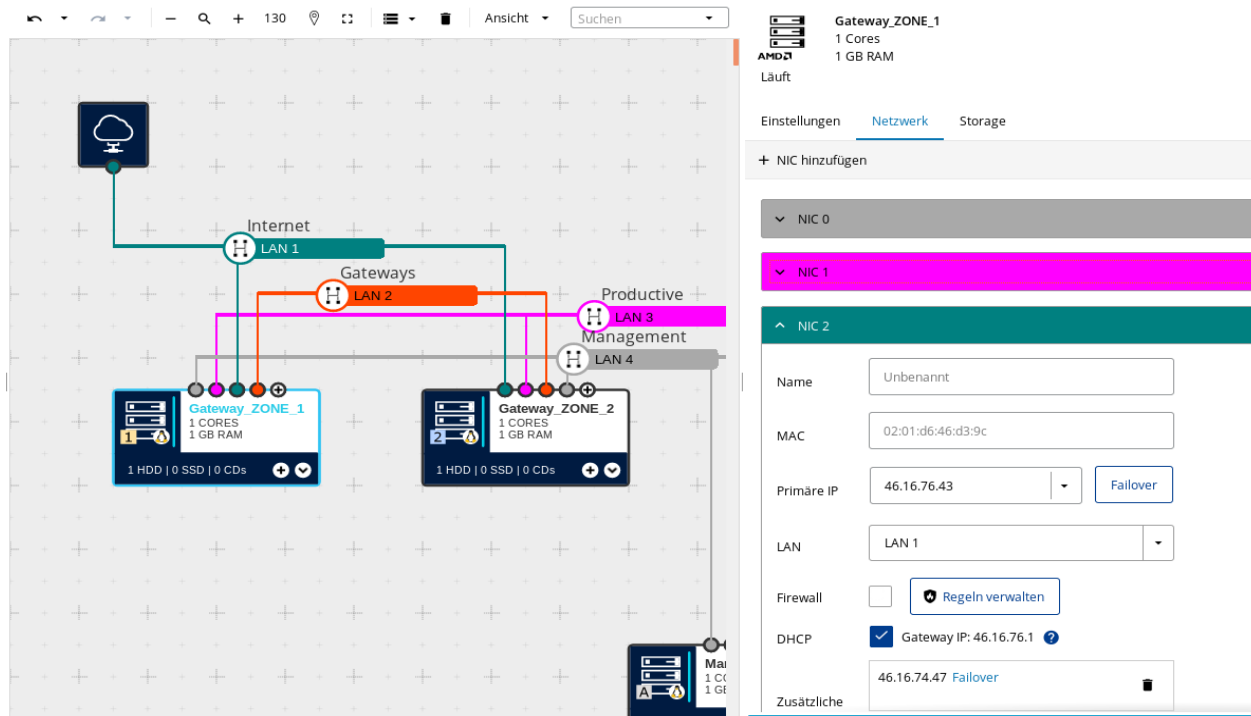 130
Ansicht
Suchen
Internet
LAN 1
Gateways
LAN 2
Productive
LAN 3
Management
LAN 4
Gateway_ZONE_1
1 CORES
1 GB RAM
1
1 HDD | 0 SSD | 0 CDs
Gateway_ZONE_2
1 CORES
1 GB RAM
2
1 HDD | 0 SSD | 0 CDs
A
AMD
Gateway_ZONE_1
1 Cores
1 GB RAM
Läuft
Einstellungen Netzwerk Storage
+ NIC hinzufügen
NIC 0
NIC 1
NIC 2
Name Unbenannt
MAC 02:01:d6:46:d3:9c
Primäre IP 46.16.76.43 Failover
LAN LAN 1
Firewall Regeln verwalten
DHCP Gateway IP: 46.16.76.1 ?
46.16.74.47 Failover
Zusätzliche